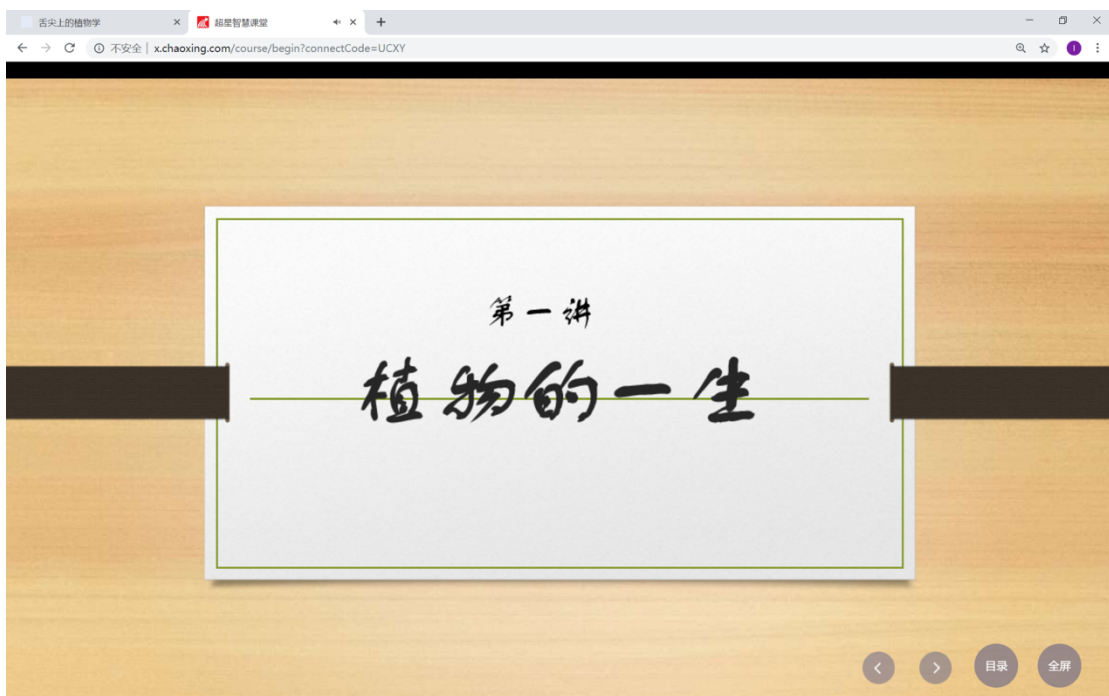 舌尖上的植物学
超星智慧课堂
不安全 | x.chaoxing.com/course/begin?connectCode=UCXY
I
第一讲
植物的一生
目录
全屏